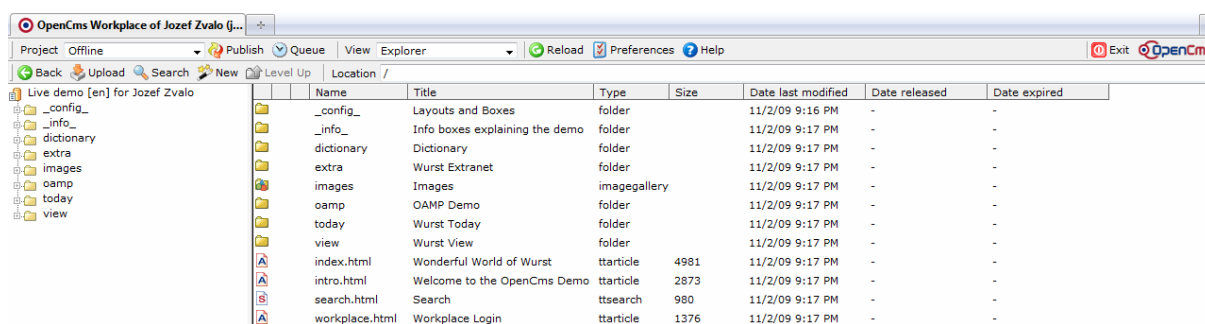 OpenCms Workplace of Jozef Zvalo (j...
Project Offline Publish Queue View Explorer Reload Preferences Help Exit OpenCm
Back Upload Search New Level Up Location /
Live demo [en] for Jozef Zvalo
_config_
_info_
dictionary
extra
images
oamp
today
view
Name Title Type Size Date last modified Date released Date expired
_config_ Layouts and Boxes folder 11/2/09 9:16 PM - -
_info_ Info boxes explaining the demo folder 11/2/09 9:17 PM - -
dictionary Dictionary folder 11/2/09 9:17 PM - -
extra Wurst Extranet folder 11/2/09 9:17 PM - -
images Images imagegallery 11/2/09 9:17 PM - -
oamp OAMP Demo folder 11/2/09 9:17 PM - -
today Wurst Today folder 11/2/09 9:17 PM - -
view Wurst View folder 11/2/09 9:17 PM - -
index.html Wonderful World of Wurst ttarticle 4981 11/2/09 9:17 PM - -
intro.html Welcome to the OpenCms Demo ttarticle 2873 11/2/09 9:17 PM - -
search.html Search ttsearch 980 11/2/09 9:17 PM - -
workplace.html Workplace Login ttarticle 1376 11/2/09 9:17 PM - -